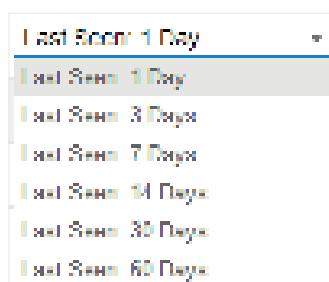 Last Seen: 1 Day
Last Seen: 1 Day
Last Seen: 3 Days
Last Seen: 7 Days
Last Seen: 14 Days
Last Seen: 30 Days
Last Seen: 60 Days